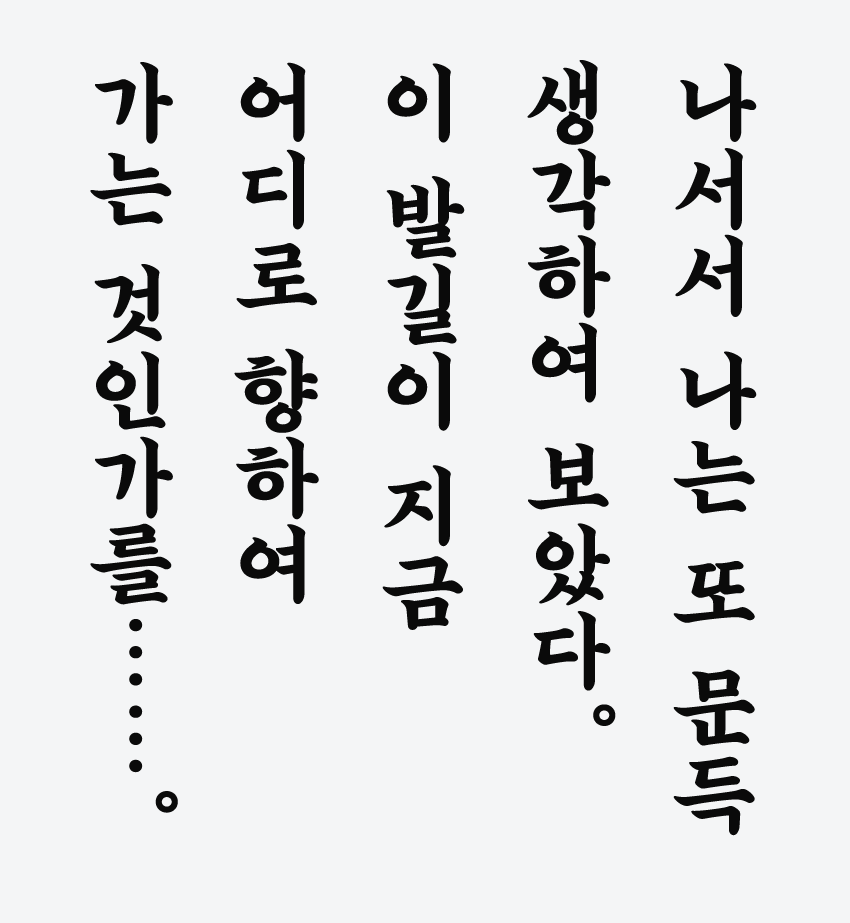 나서서 나는 또 문득
생각하여 보았다。
이 발길이 지금
어디로 향하여
가는 것인가를……。